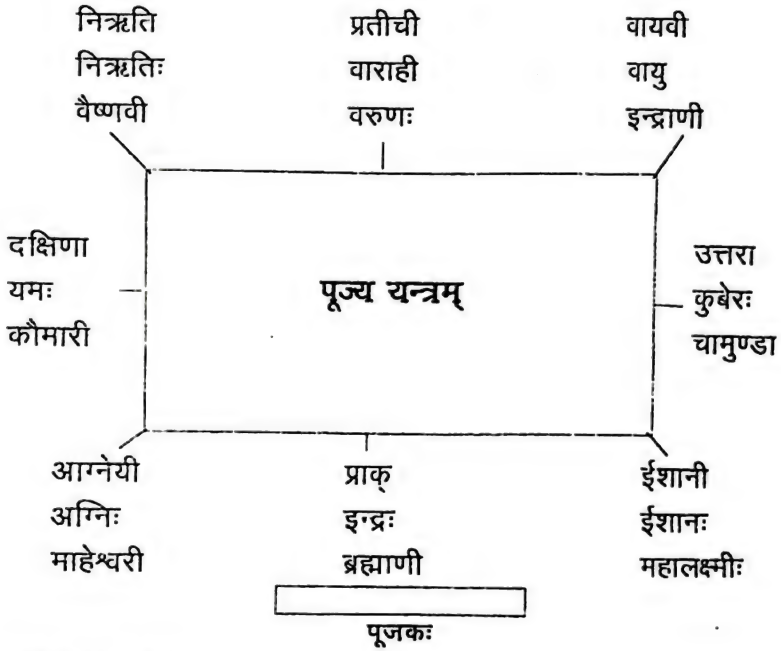 निऋति
निऋतिः
वैष्णवी
प्रतीची
वाराही
वरुणः
वायवी
वायु
इन्द्राणी
दक्षिणा
यमः
कौमारी
पूज्य यन्त्रम्
उत्तरा
कुबेरः
चामुण्डा
आग्नेयी
अग्निः
माहेश्वरी
प्राक्
इन्द्रः
ब्रह्माणी
ईशानी
ईशानः
महालक्ष्मीः
पूजकः